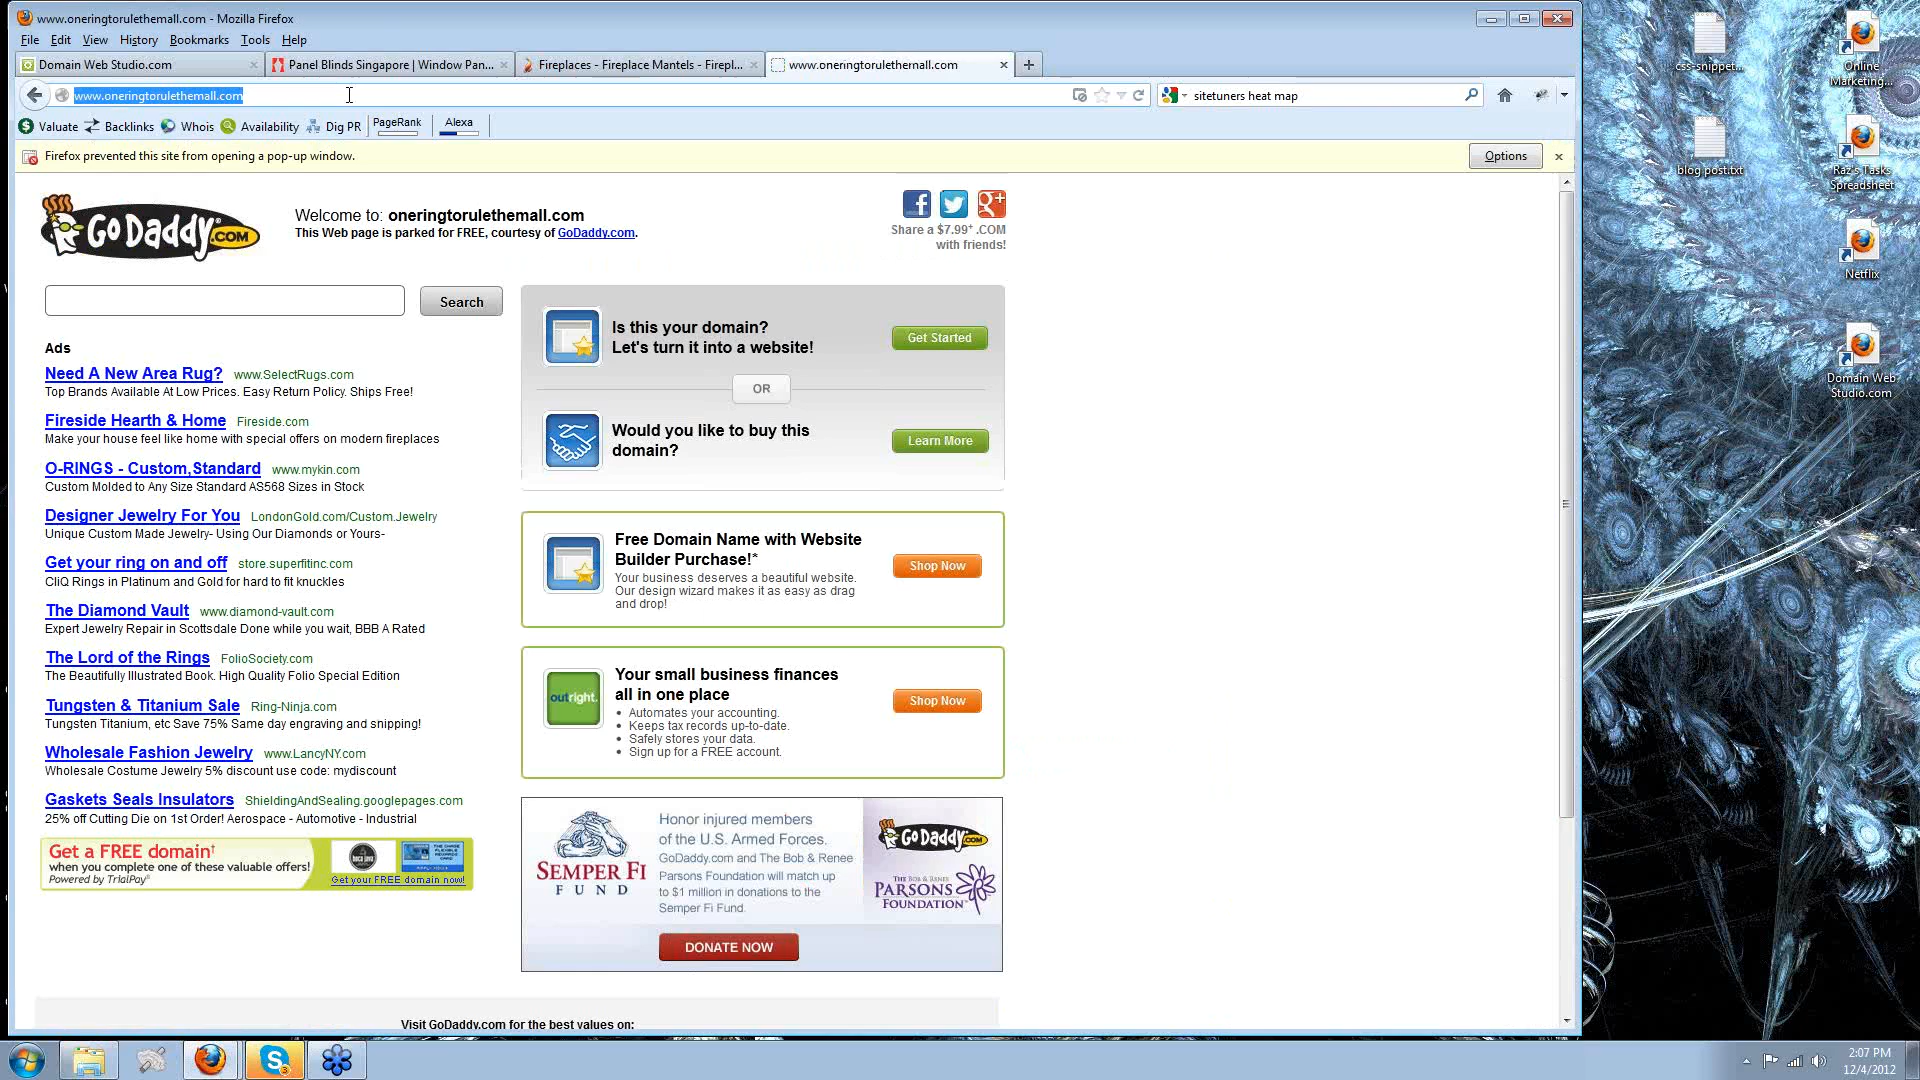 www.oneringtorulethemall.com - Mozilla Firefox
File Edit View History Bookmarks Tools Help
Domain Web Studio.com
Panel Blinds Singapore | Window Pan...
Fireplaces - Fireplace Mantels - Firepl...
www.oneringtorulethemall.com
www.oneringtorulethemall.com
sitetuners heat map
Valuate Backlinks Whois Availability Dig PR PageRank Alexa
Firefox prevented this site from opening a pop-up window.
Options
GoDaddy.COM
Welcome to: oneringtorulethemall.com
This Web page is parked for FREE, courtesy of GoDaddy.com.
Share a $7.99* .COM
with friends!
Search
Ads
Need A New Area Rug? www.SelectRugs.com
Top Brands Available At Low Prices. Easy Return Policy. Ships Free!
Fireside Hearth & Home Fireside.com
Make your house feel like home with special offers on modern fireplaces
O-RINGS - Custom,Standard www.mykin.com
Custom Molded to Any Size Standard AS568 Sizes in Stock
Designer Jewelry For You LondonGold.com/Custom.Jewelry
Unique Custom Made Jewelry- Using Our Diamonds or Yours-
Get your ring on and off store.superfitinc.com
CliQ Rings in Platinum and Gold for hard to fit knuckles
The Diamond Vault www.diamond-vault.com
Expert Jewelry Repair in Scottsdale Done while you wait, BBB A Rated
The Lord of the Rings FolioSociety.com
The Beautifully Illustrated Book. High Quality Folio Special Edition
Tungsten & Titanium Sale Ring-Ninja.com
Tungsten Titanium, etc Save 75% Same day engraving and snipping!
Wholesale Fashion Jewelry www.LancyNY.com
Wholesale Costume Jewelry 5% discount use code: mydiscount
Gaskets Seals Insulators ShieldingAndSealing.googlepages.com
25% off Cutting Die on 1st Order! Aerospace - Automotive - Industrial
Get a FREE domain†
when you complete one of these valuable offers!
Powered by TrialPay®
Get your FREE domain now!
Is this your domain?
Let's turn it into a website!
Get Started
OR
Would you like to buy this
domain?
Learn More
Free Domain Name with Website
Builder Purchase!*
Your business deserves a beautiful website.
Our design wizard makes it as easy as drag
and drop!
Shop Now
outright.
Your small business finances
all in one place
Automates your accounting.
Keeps tax records up-to-date.
Safely stores your data.
Sign up for a FREE account.
Shop Now
SEMPER FI
FUND
Honor injured members
of the U.S. Armed Forces.
GoDaddy.com and The Bob & Renee
Parsons Foundation will match up
to $1 million in donations to the
Semper Fi Fund.
DONATE NOW
GoDaddy.COM
THE BOB & RENEE
PARSONS
FOUNDATION
Visit GoDaddy.com for the best values on:
css-snippet...
blog post.txt
Online
Marketing...
Raz's Tasks
Spreadsheet
Netflix
Domain Web
Studio.com
3
2:07 PM
12/4/2012